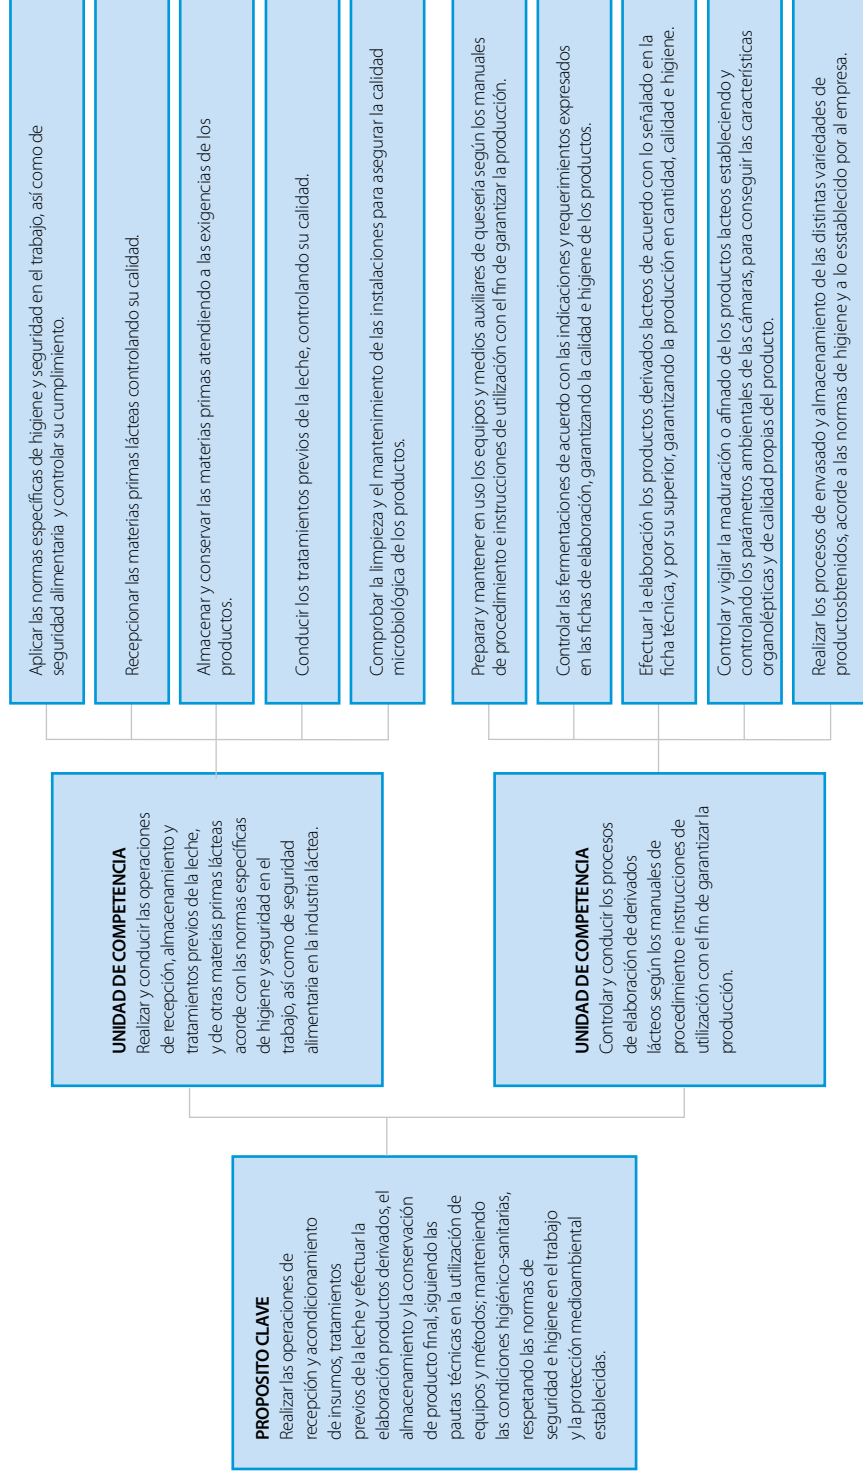 PROPOSITO CLAVE
Realizar las operaciones de
recepción y acondicionamiento
de insumos, tratamientos
previos de la leche y efectuar la
elaboración productos derivados, el
almacenamiento y la conservación
de producto final, siguiendo las
pautas técnicas en la utilización de
equipos y métodos; manteniendo
las condiciones higiénico-sanitarias,
respetando las normas de
seguridad e higiene en el trabajo
y la protección medioambiental
establecidas.
UNIDAD DE COMPETENCIA
Realizar y conducir las operaciones
de recepción, almacenamiento y
tratamientos previos de la leche,
y de otras materias primas lácteas
acorde con las normas específicas
de higiene y seguridad en el
trabajo, así como de seguridad
alimentaria en la industria láctea.
Aplicar las normas específicas de higiene y seguridad en el trabajo, así como de
seguridad alimentaria y controlar su cumplimiento.
Recepcionar las materias primas lácteas controlando su calidad.
Almacenar y conservar las materias primas atendiendo a las exigencias de los
productos.
Conducir los tratamientos previos de la leche, controlando su calidad.
Comprobar la limpieza y el mantenimiento de las instalaciones para asegurar la calidad
microbiológica de los productos.
UNIDAD DE COMPETENCIA
Controlar y conducir los procesos
de elaboración de derivados
lácteos según los manuales de
procedimiento e instrucciones de
utilización con el fin de garantizar la
producción.
Preparar y mantener en uso los equipos y medios auxiliares de quesería según los manuales
de procedimiento e instrucciones de utilización con el fin de garantizar la producción.
Controlar las fermentaciones de acuerdo con las indicaciones y requerimientos expresados
en las fichas de elaboración, garantizando la calidad e higiene de los productos.
Efectuar la elaboración los productos derivados lacteos de acuerdo con lo señalado en la
ficha técnica, y por su superior, garantizando la producción en cantidad, calidad e higiene.
Controlar y vigilar la maduración o afinado de los productos lacteos estableciendo y
controlando los parámetros ambientales de las cámaras, para conseguir las características
organolépticas y de calidad propias del producto.
Realizar los procesos de envasado y almacenamiento de las distintas variedades de
productosbtenidos, acorde a las normas de higiene y a lo esstablecido por al empresa.